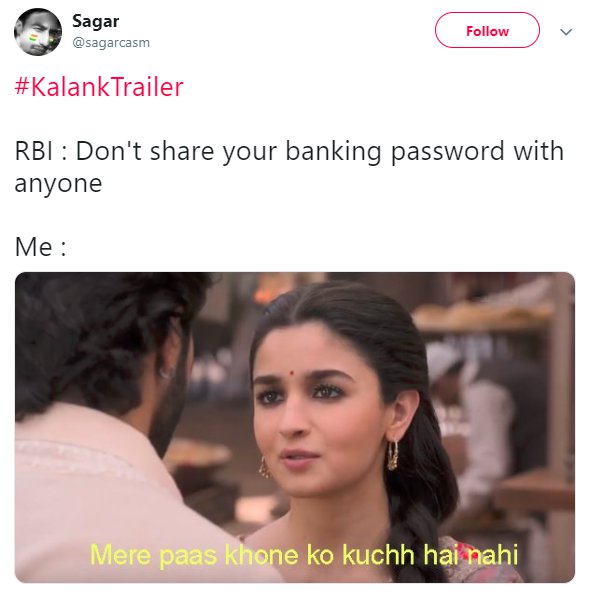 Sagar
@sagarcasm
Follow
#KalankTrailer
RBI : Don't share your banking password with
anyone
Me :
Mere paas khone ko kuchh hai nahi